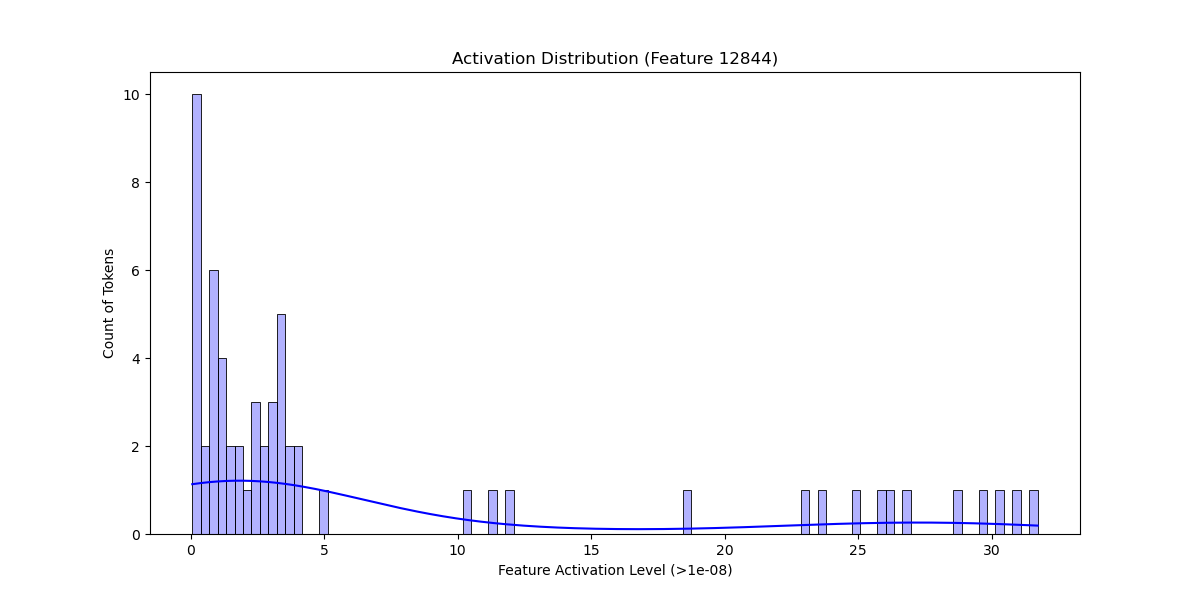 Activation Distribution (Feature 12844)
Count of Tokens
10
8
6
4
2
0
0 5 10 15 20 25 30
Feature Activation Level (>1e-08)